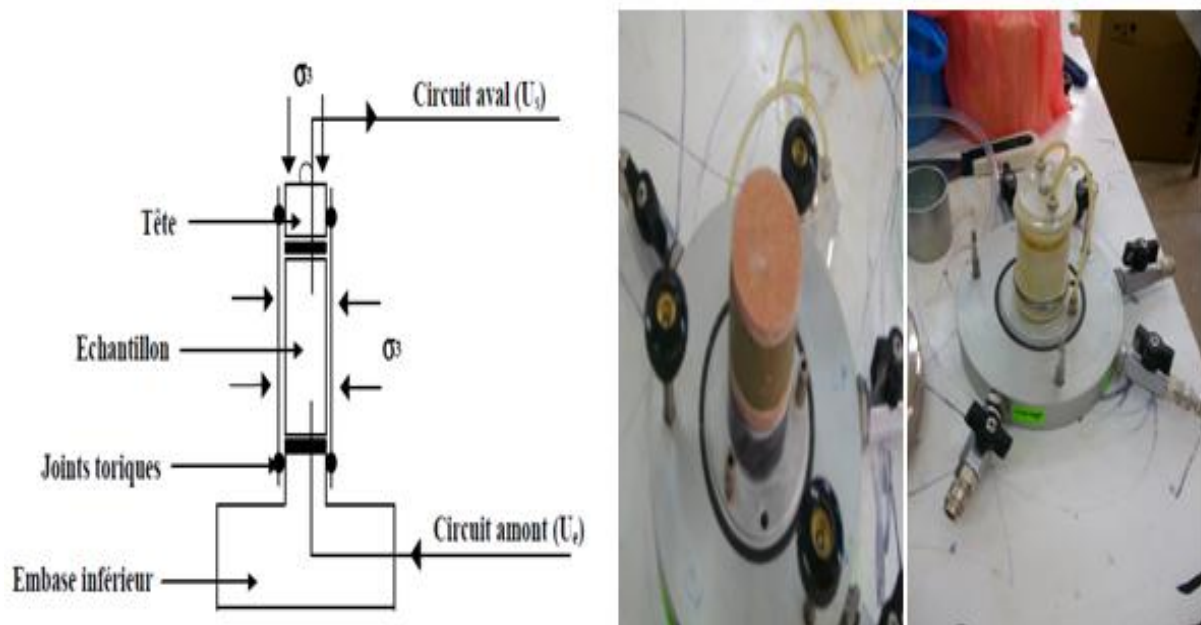 σ3
Circuit aval (Us)
Tête
Echantillon
σ3
Joints toriques
Circuit amont (Ue)
Embase inférieur